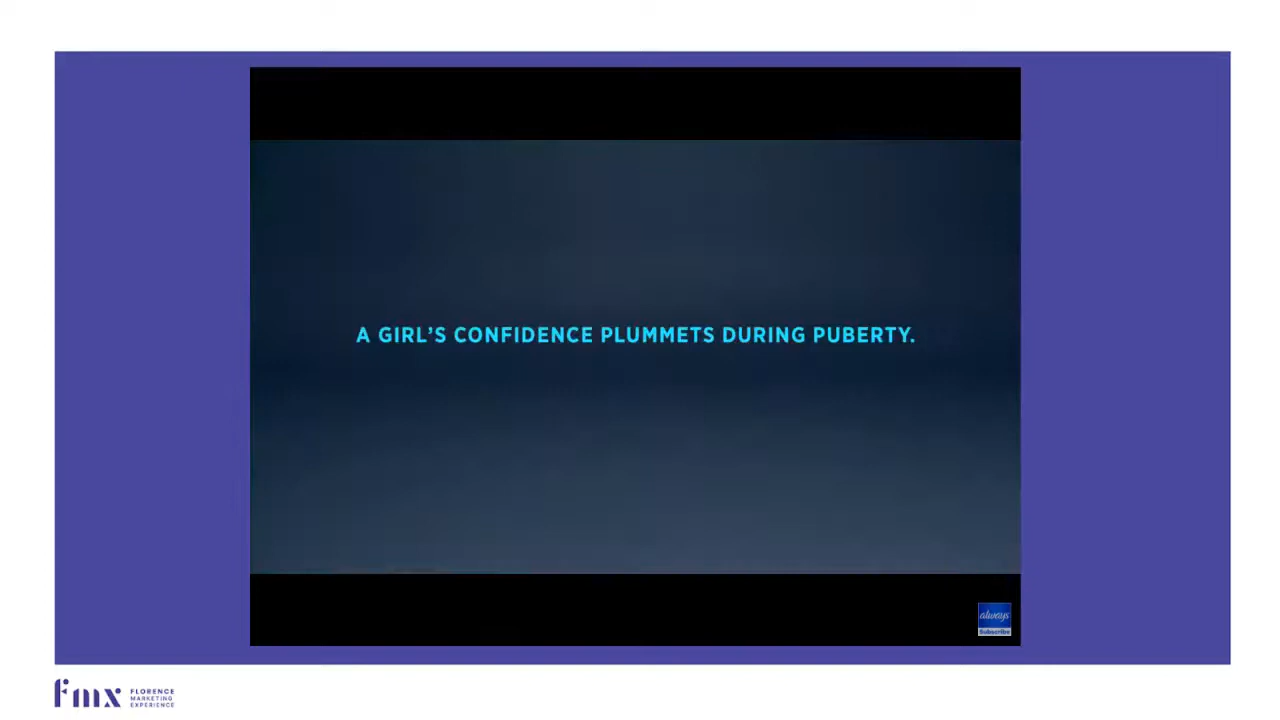 A GIRL’S CONFIDENCE PLUMMETS DURING PUBERTY.
always
Subscribe
fmx
FLORENCE
MARKETING
EXPERIENCE